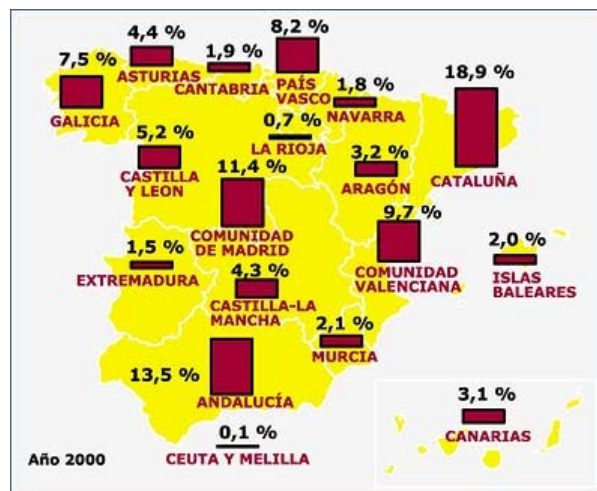 8,2 %
PAÍS
VASCO
4,4 %
ASTURIAS
1,9 %
CANTABRIA
7,5 %
GALICIA
1,8 %
NAVARRA
18,9 %
CATALUÑA
0,7 %
LA RIOJA
5,2 %
CASTILLA
Y LEON
3,2 %
ARAGÓN
11,4 %
COMUNIDAD
DE MADRID
9,7 %
COMUNIDAD
VALENCIANA
2,0 %
ISLAS
BALEARES
1,5 %
EXTREMADURA
4,3 %
CASTILLA-LA
MANCHA
2,1 %
MURCIA
13,5 %
ANDALUCÍA
3,1 %
CANARIAS
0,1 %
CEUTA Y MELILLA
Año 2000